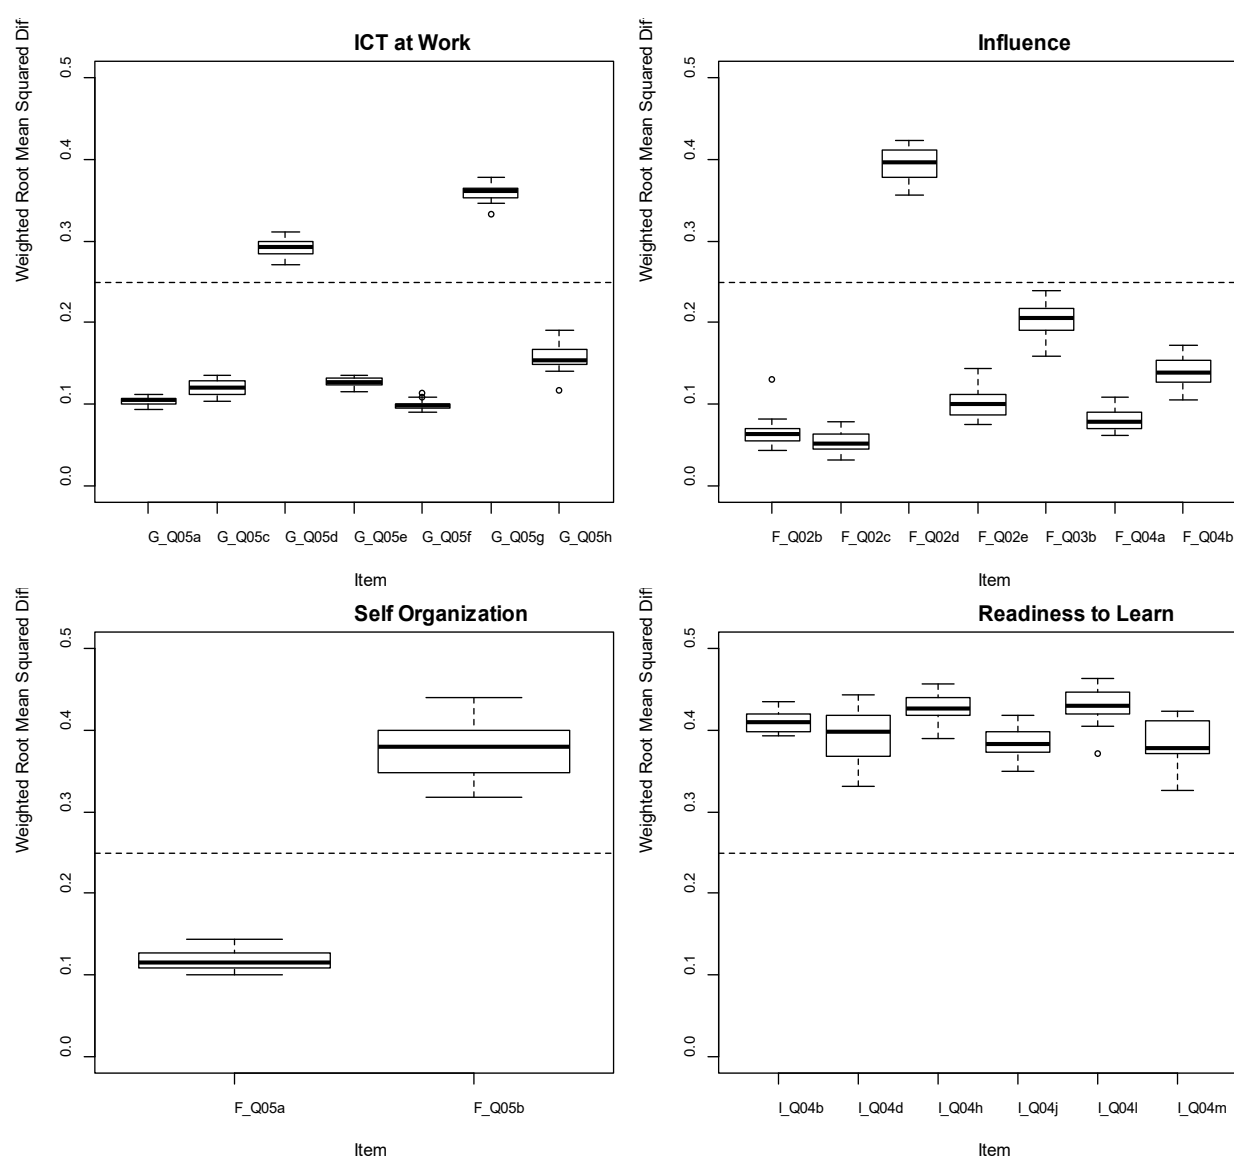 ICT at Work
Weighted Root Mean Squared Dif
0.5
0.4
0.3
0.2
0.1
0.0
G_Q05a G_Q05c G_Q05d G_Q05e G_Q05f G_Q05g G_Q05h
Item
Influence
Weighted Root Mean Squared Dif
0.5
0.4
0.3
0.2
0.1
0.0
F_Q02b F_Q02c F_Q02d F_Q02e F_Q03b F_Q04a F_Q04b
Item
Self Organization
Weighted Root Mean Squared Dif
0.5
0.4
0.3
0.2
0.1
0.0
F_Q05a F_Q05b
Item
Readiness to Learn
Weighted Root Mean Squared Dif
0.5
0.4
0.3
0.2
0.1
0.0
I_Q04b I_Q04d I_Q04h I_Q04j I_Q04l I_Q04m
Item